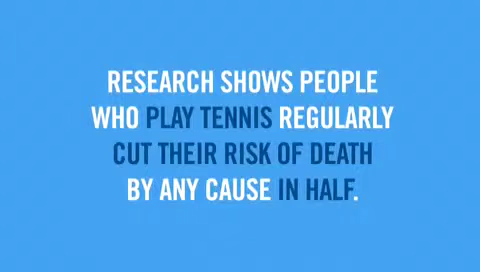 RESEARCH SHOWS PEOPLE
WHO PLAY TENNIS REGULARLY
CUT THEIR RISK OF DEATH
BY ANY CAUSE IN HALF.